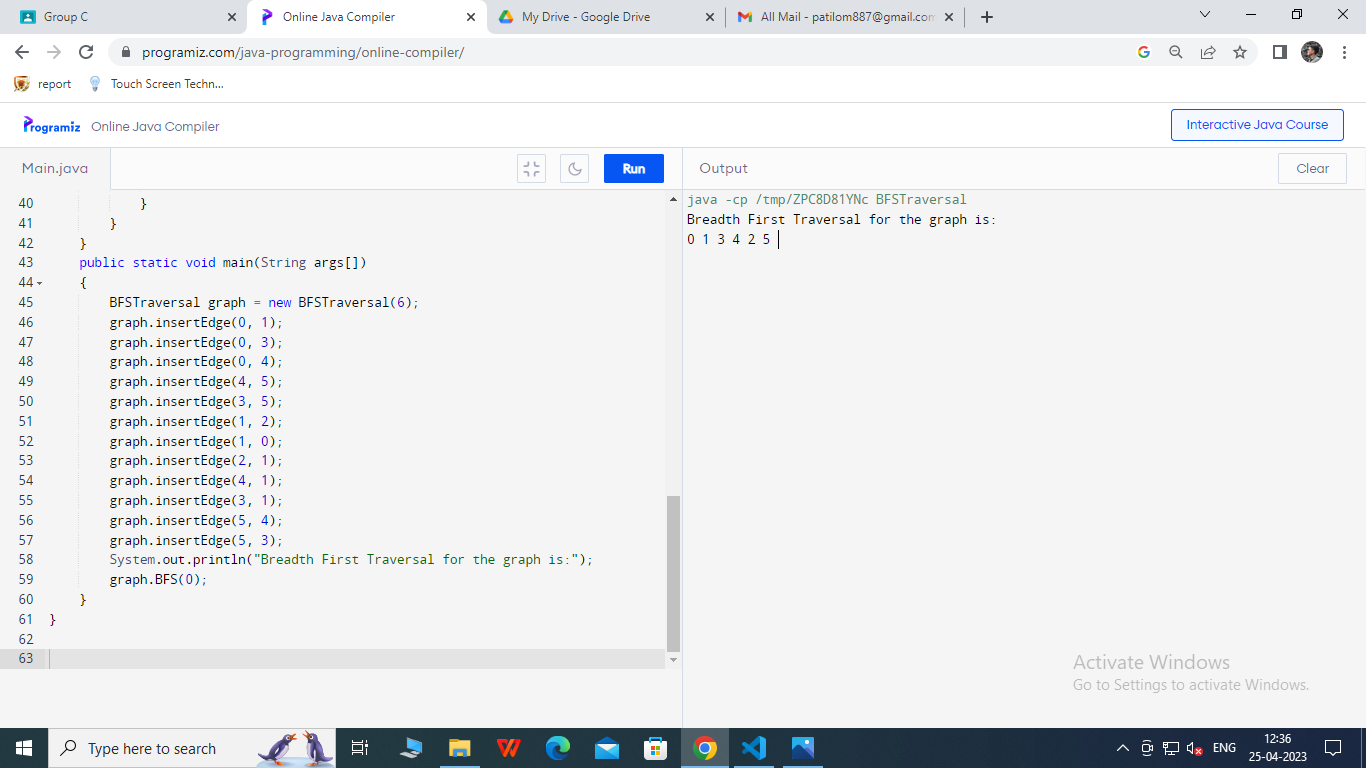 Group C
Online Java Compiler
My Drive - Google Drive
All Mail - patilom887@gmail.com
programiz.com/java-programming/online-compiler/
report
Touch Screen Techn...
Programiz
Online Java Compiler
Interactive Java Course
Main.java
Run
Output
Clear
40 }
41 }
42 }
43 public static void main(String args[])
44 {
45 BFSTraversal graph = new BFSTraversal(6);
46 graph.insertEdge(0, 1);
47 graph.insertEdge(0, 3);
48 graph.insertEdge(0, 4);
49 graph.insertEdge(4, 5);
50 graph.insertEdge(3, 5);
51 graph.insertEdge(1, 2);
52 graph.insertEdge(1, 0);
53 graph.insertEdge(2, 1);
54 graph.insertEdge(4, 1);
55 graph.insertEdge(3, 1);
56 graph.insertEdge(5, 4);
57 graph.insertEdge(5, 3);
58 System.out.println("Breadth First Traversal for the graph is:");
59 graph.BFS(0);
60 }
61 }
62
63
java -cp /tmp/ZPC8D81YNc BFSTraversal
Breadth First Traversal for the graph is:
0 1 3 4 2 5
Activate Windows
Go to Settings to activate Windows.
Type here to search
ENG
12:36
25-04-2023